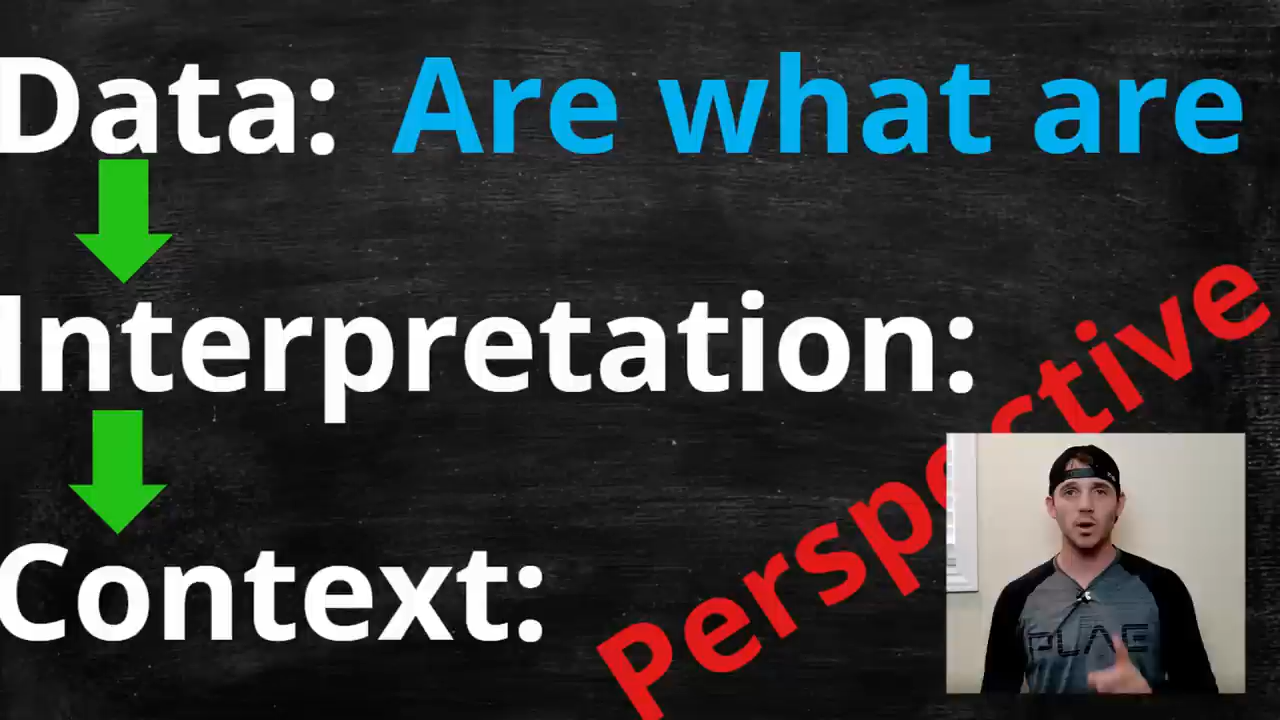 Data: Are what are
Interpretation:
Context:
Perspective